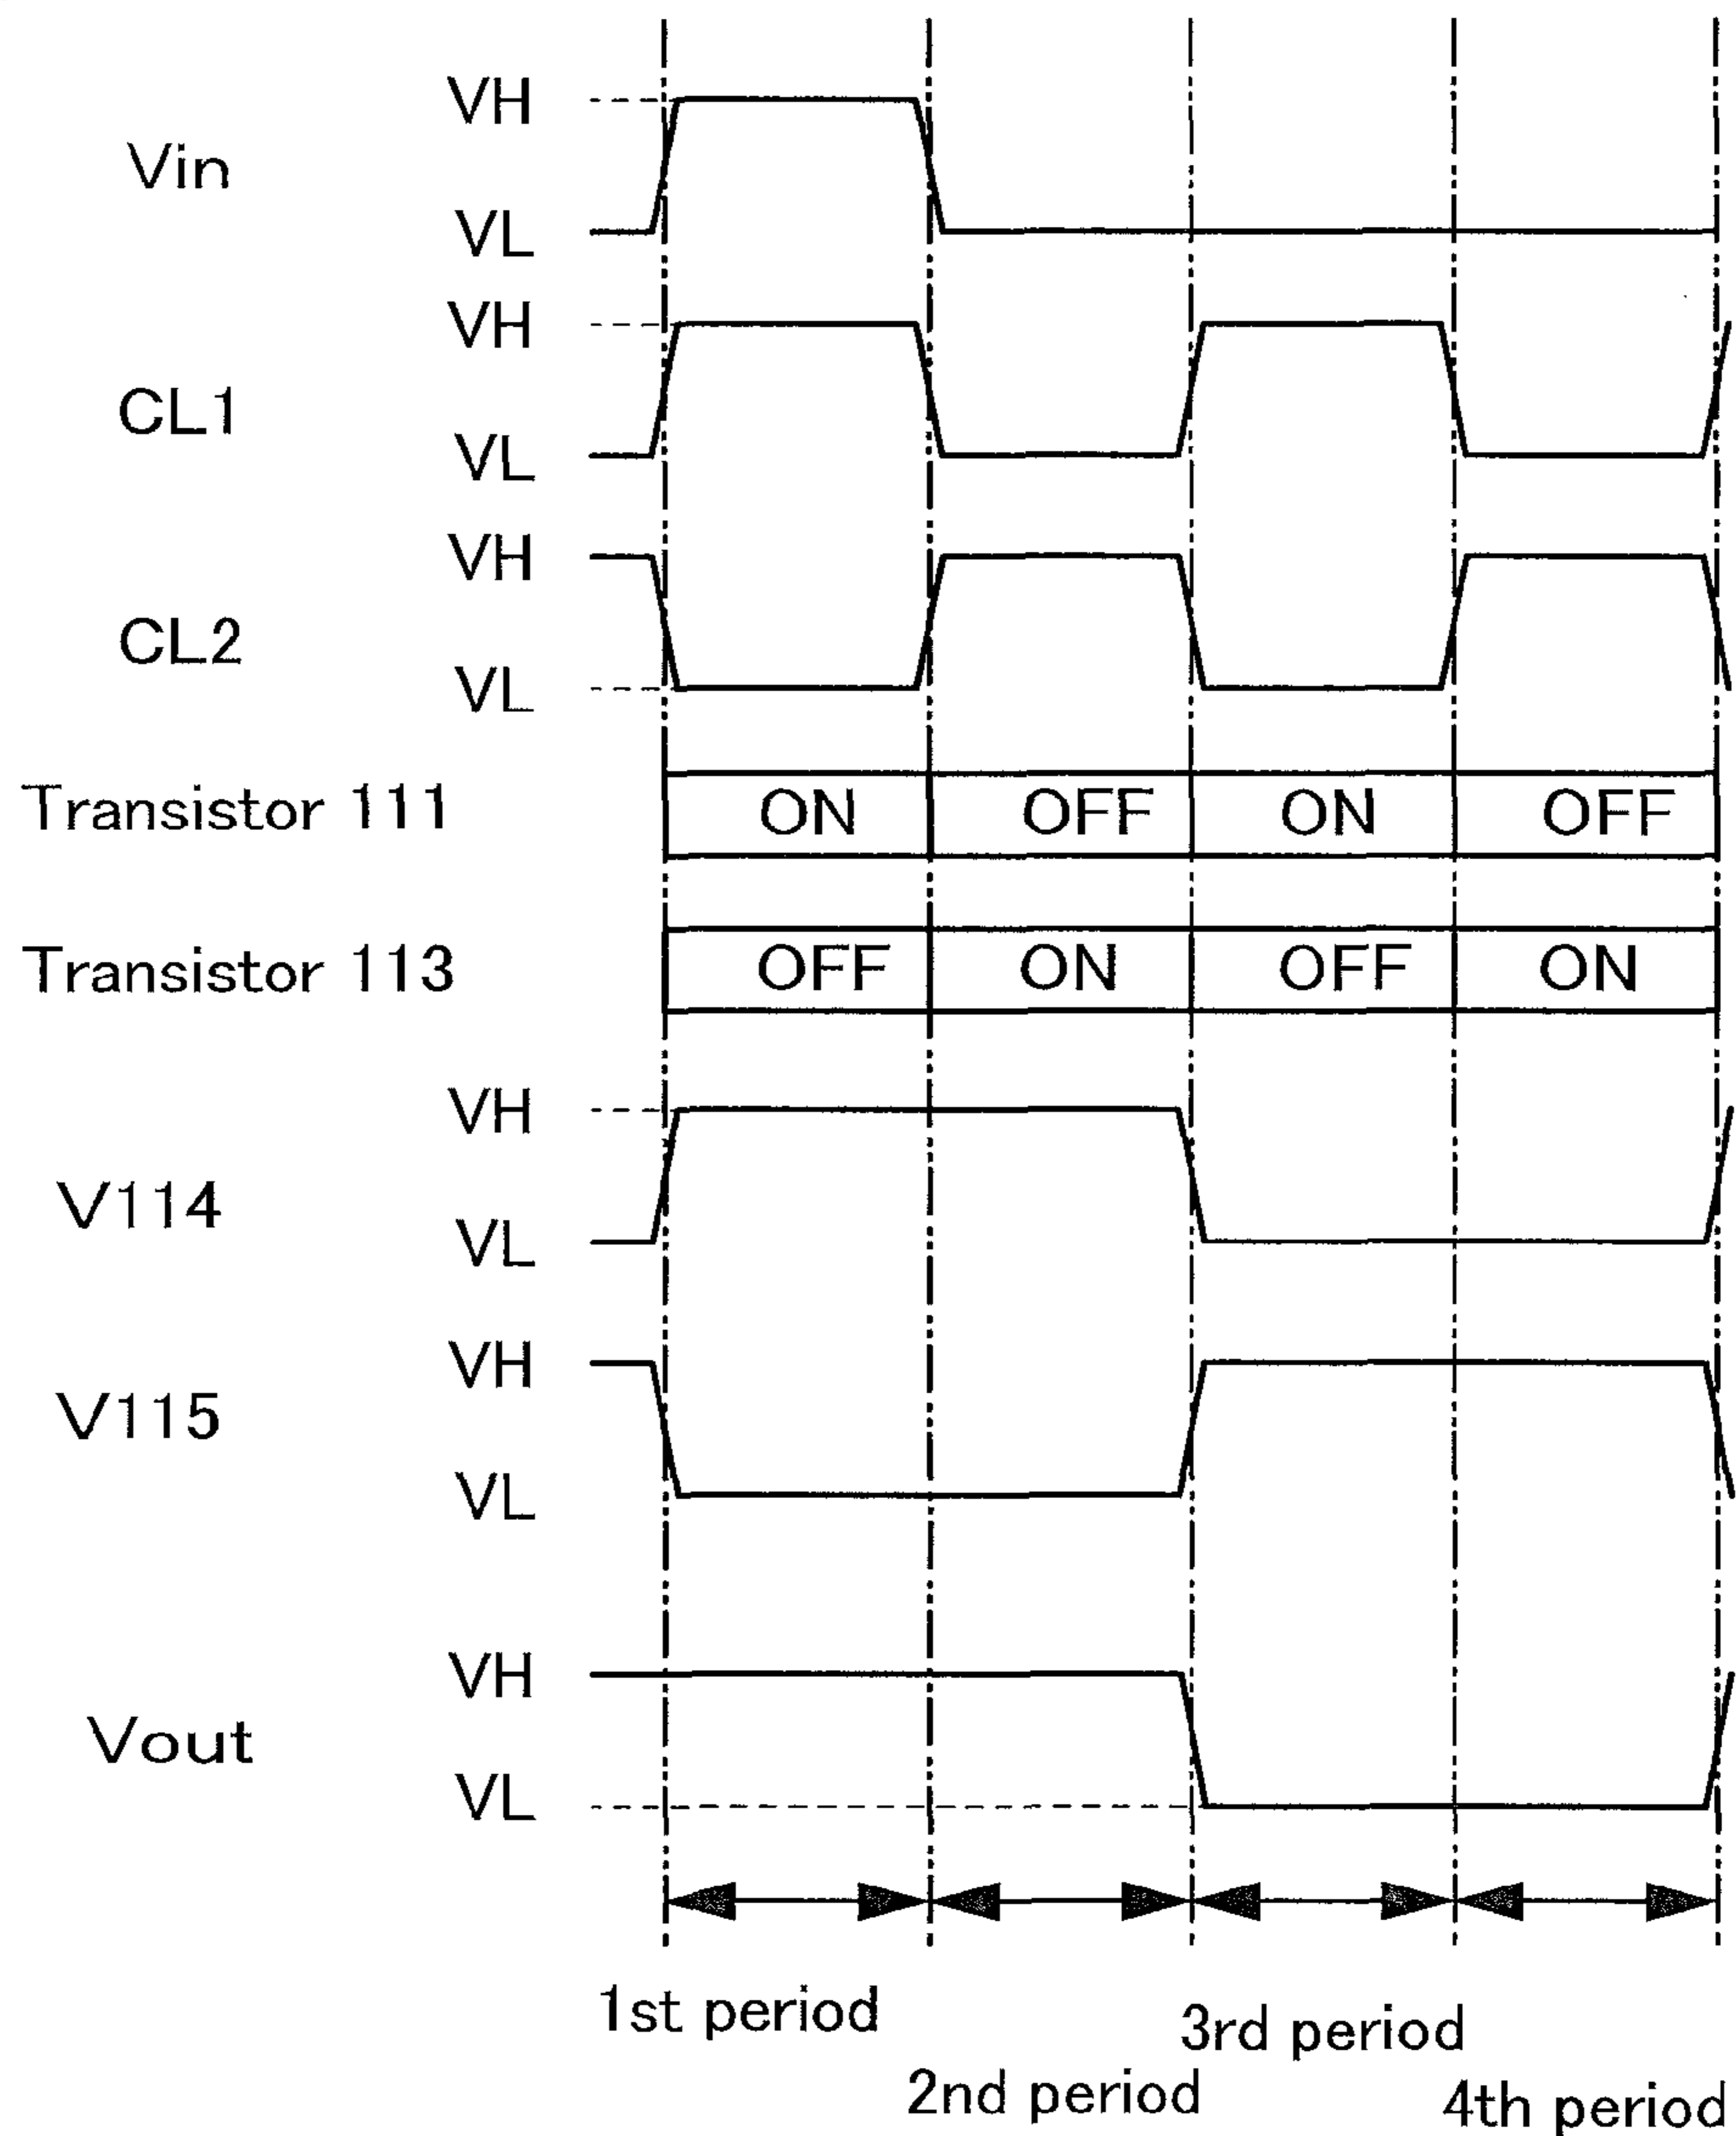 VH
Vin
VL
VH
CL1
VL
VH
CL2
VL
Transistor 111 ON OFF ON OFF
Transistor 113 OFF ON OFF ON
VH
V114
VL
VH
V115
VL
VH
Vout
VL
1st period
2nd period
3rd period
4th period